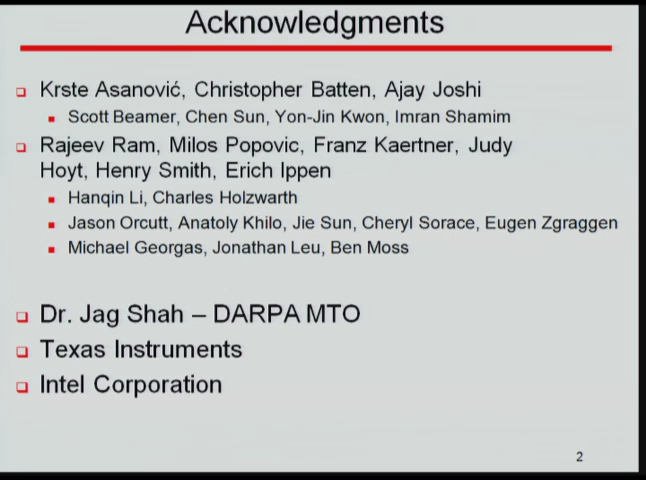 Acknowledgments
Krste Asanović, Christopher Batten, Ajay Joshi
Scott Beamer, Chen Sun, Yon-Jin Kwon, Imran Shamim
Rajeev Ram, Milos Popovic, Franz Kaertner, Judy
Hoyt, Henry Smith, Erich Ippen
Hanqin Li, Charles Holzwarth
Jason Orcutt, Anatoly Khilo, Jie Sun, Cheryl Sorace, Eugen Zgraggen
Michael Georgas, Jonathan Leu, Ben Moss
Dr. Jag Shah – DARPA MTO
Texas Instruments
Intel Corporation
2